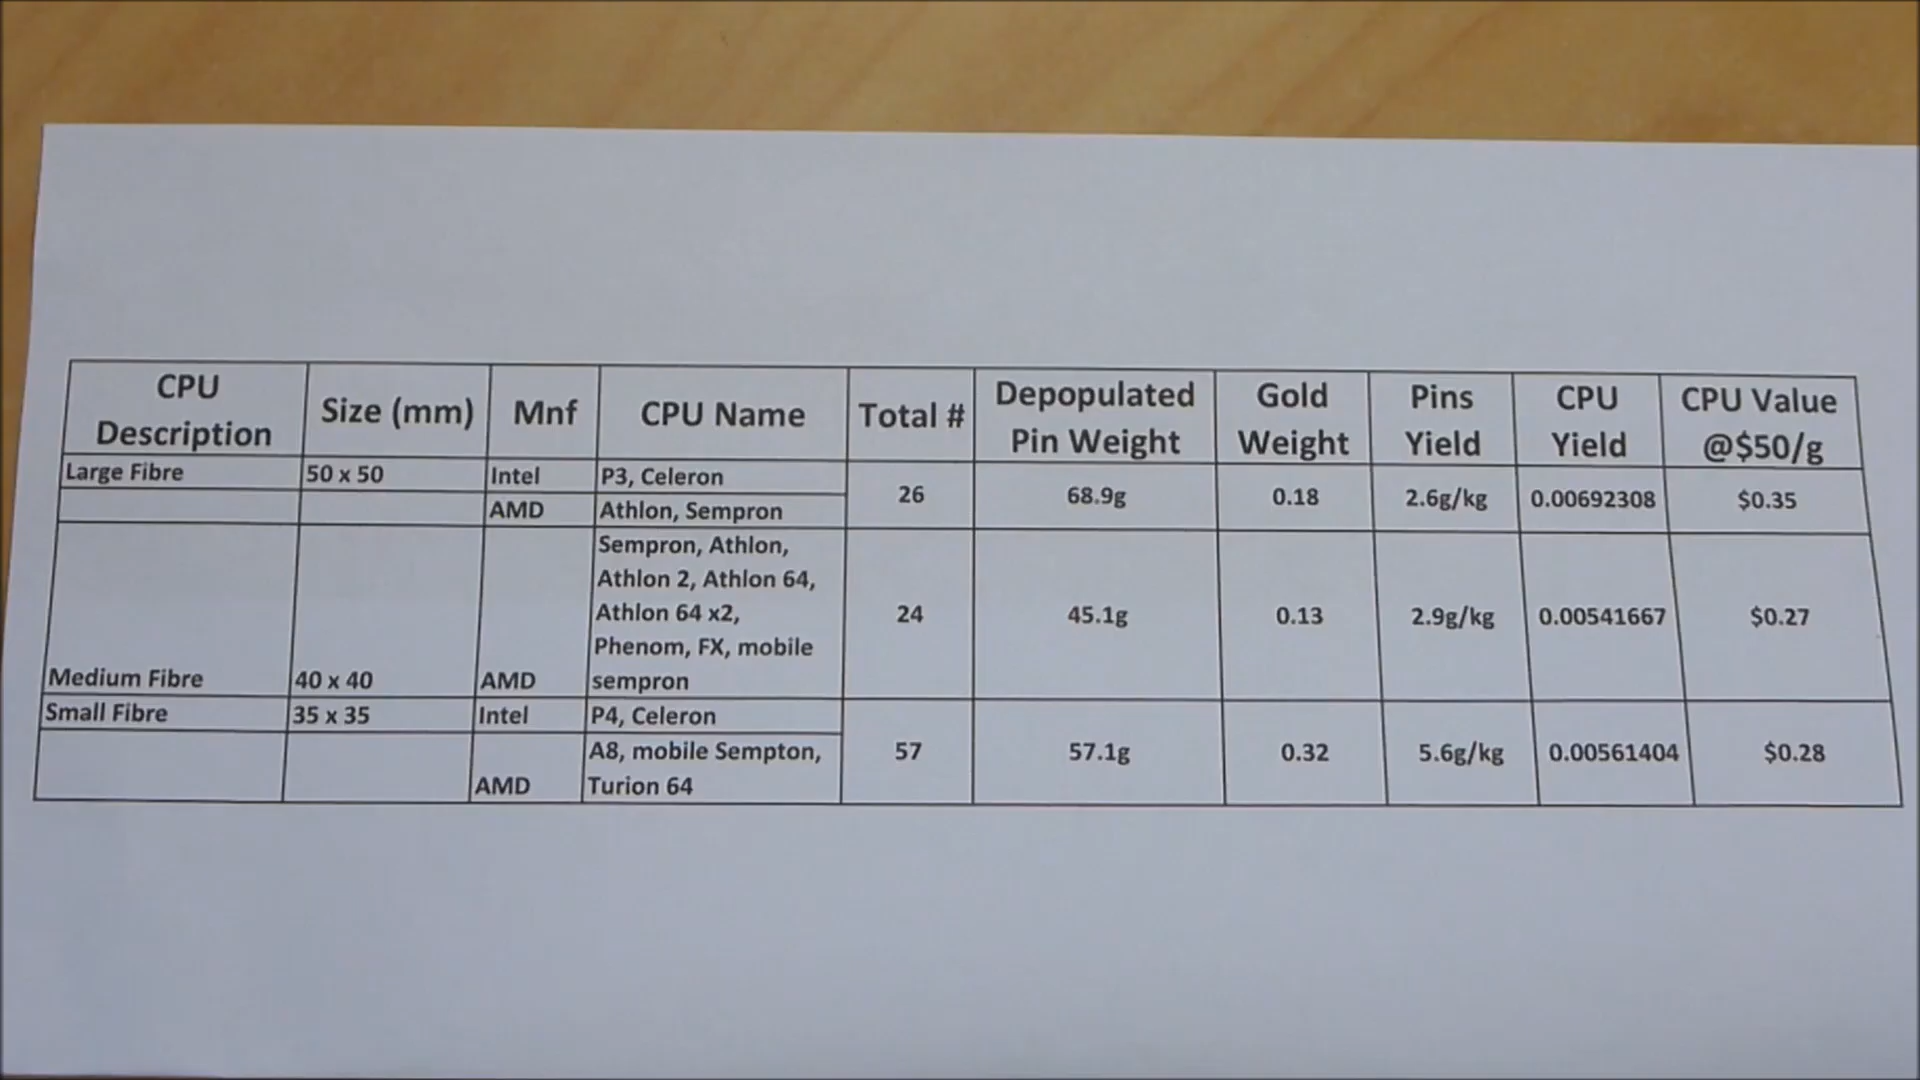 CPU Description Size (mm) Mnf CPU Name Total # Depopulated Pin Weight Gold Weight Pins Yield CPU Yield CPU Value @$50/g
Large Fibre 50 x 50 Intel P3, Celeron 26 68.9g 0.18 2.6g/kg 0.00692308 $0.35
AMD Athlon, Sempron
Sempron, Athlon,
Athlon 2, Athlon 64,
Athlon 64 x2, 24 45.1g 0.13 2.9g/kg 0.00541667 $0.27
Phenom, FX, mobile
Medium Fibre 40 x 40 AMD sempron
Small Fibre 35 x 35 Intel P4, Celeron
A8, mobile Sempton, 57 57.1g 0.32 5.6g/kg 0.00561404 $0.28
AMD Turion 64